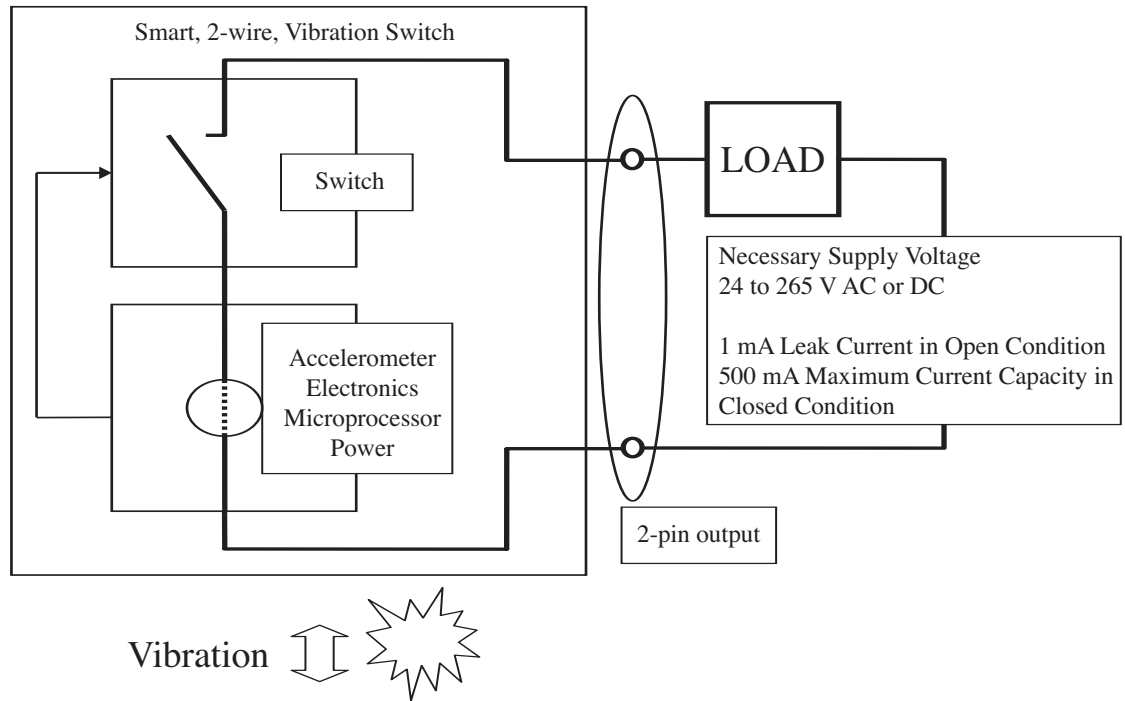 Smart, 2-wire, Vibration Switch
Switch
LOAD
Necessary Supply Voltage
24 to 265 V AC or DC
1 mA Leak Current in Open Condition
500 mA Maximum Current Capacity in
Closed Condition
Accelerometer
Electronics
Microprocessor
Power
2-pin output
Vibration